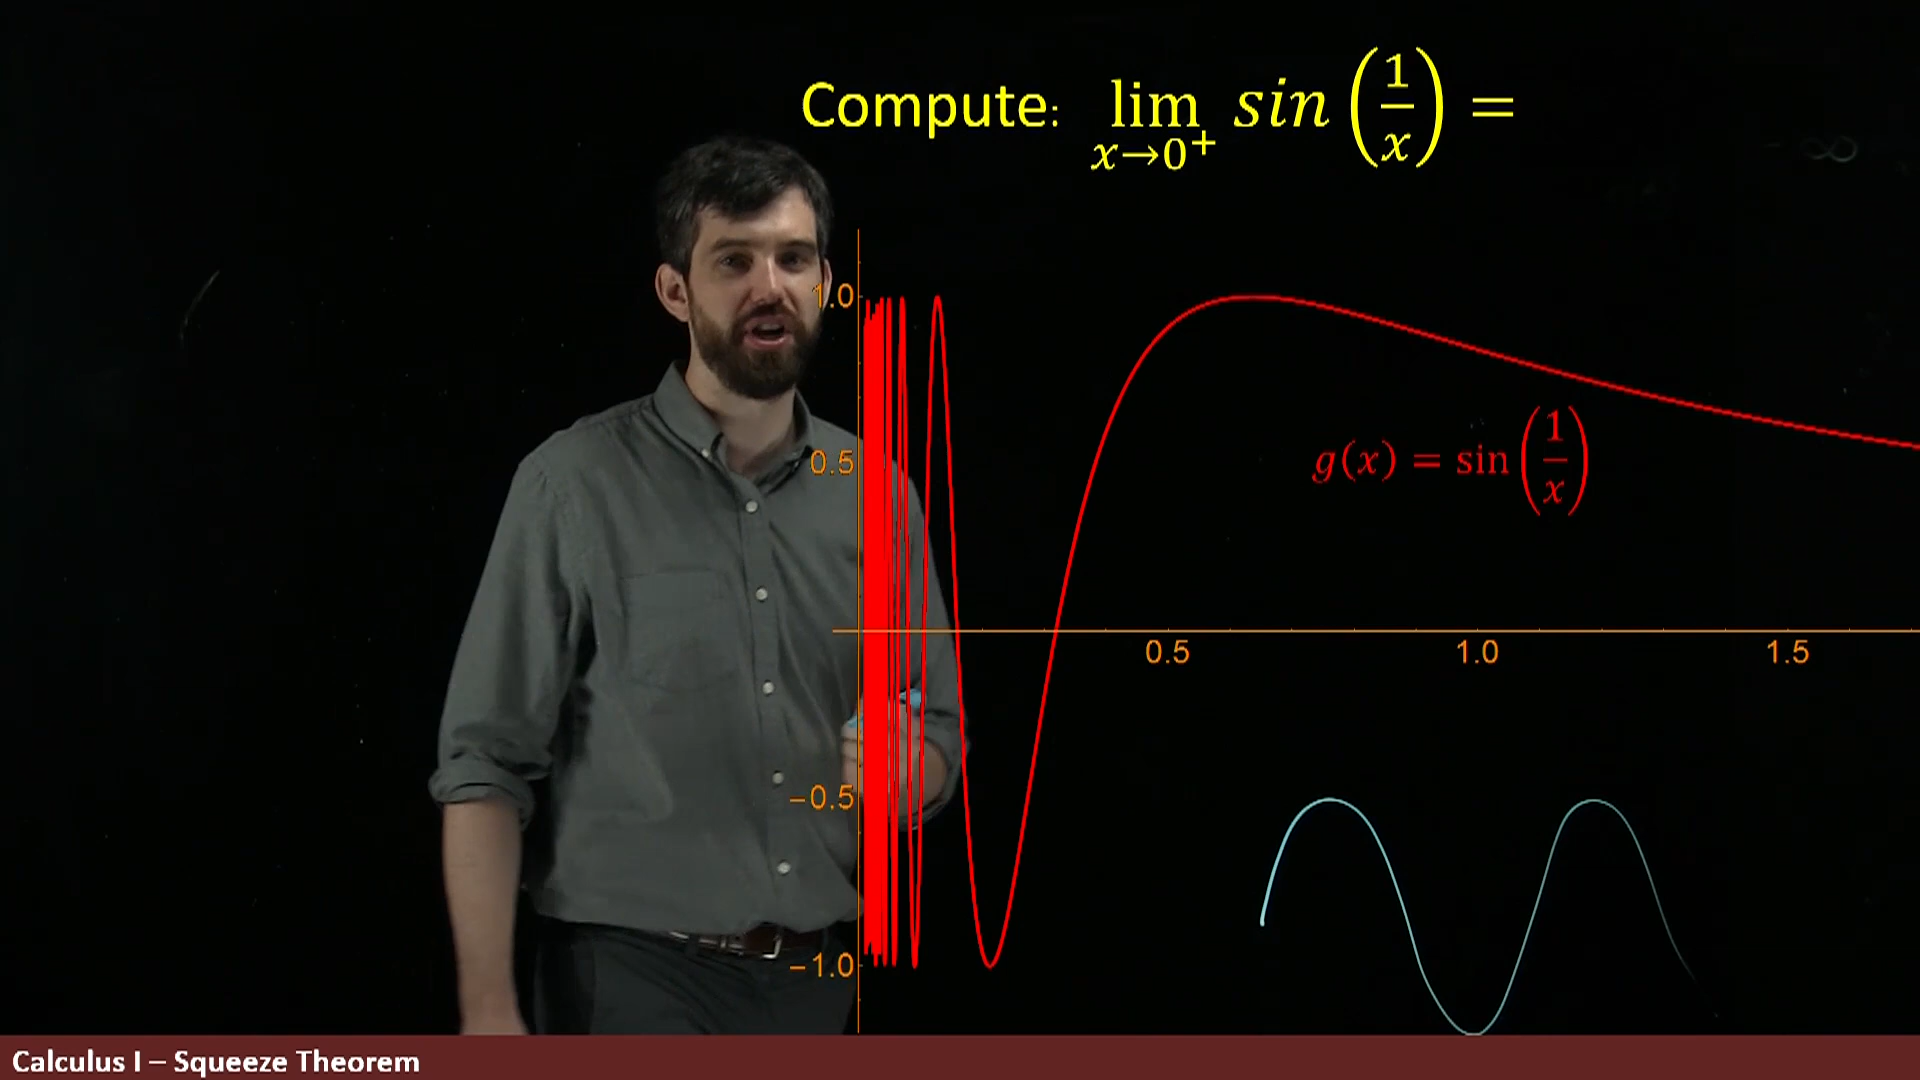 Compute: lim x→0⁺ sin (1/x) =
-∞
1.0
0.5
g(x) = sin (1/x)
0.5 1.0 1.5
−0.5
−1.0
Calculus I – Squeeze Theorem